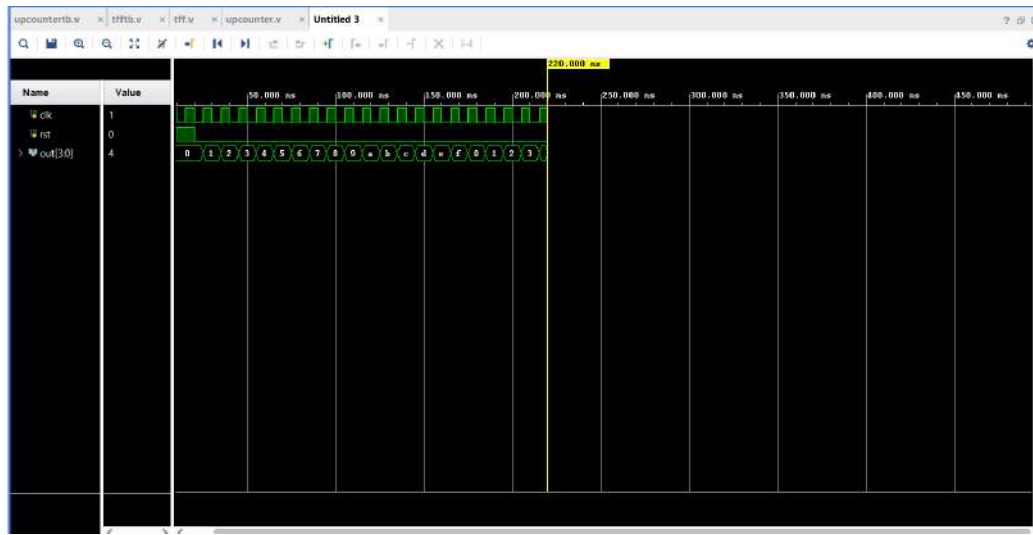 upcountertb.v × tfftb.v × tff.v × upcounter.v × Untitled 3 ×
220.000 ns
Name Value
50.000 ns 100.000 ns 150.000 ns 200.000 ns 250.000 ns 300.000 ns 350.000 ns 400.000 ns 450.000 ns
clk 1
rst 0
out[3:0] 4 0 1 2 3 4 5 6 7 8 9 a b c d e f 0 1 2 3